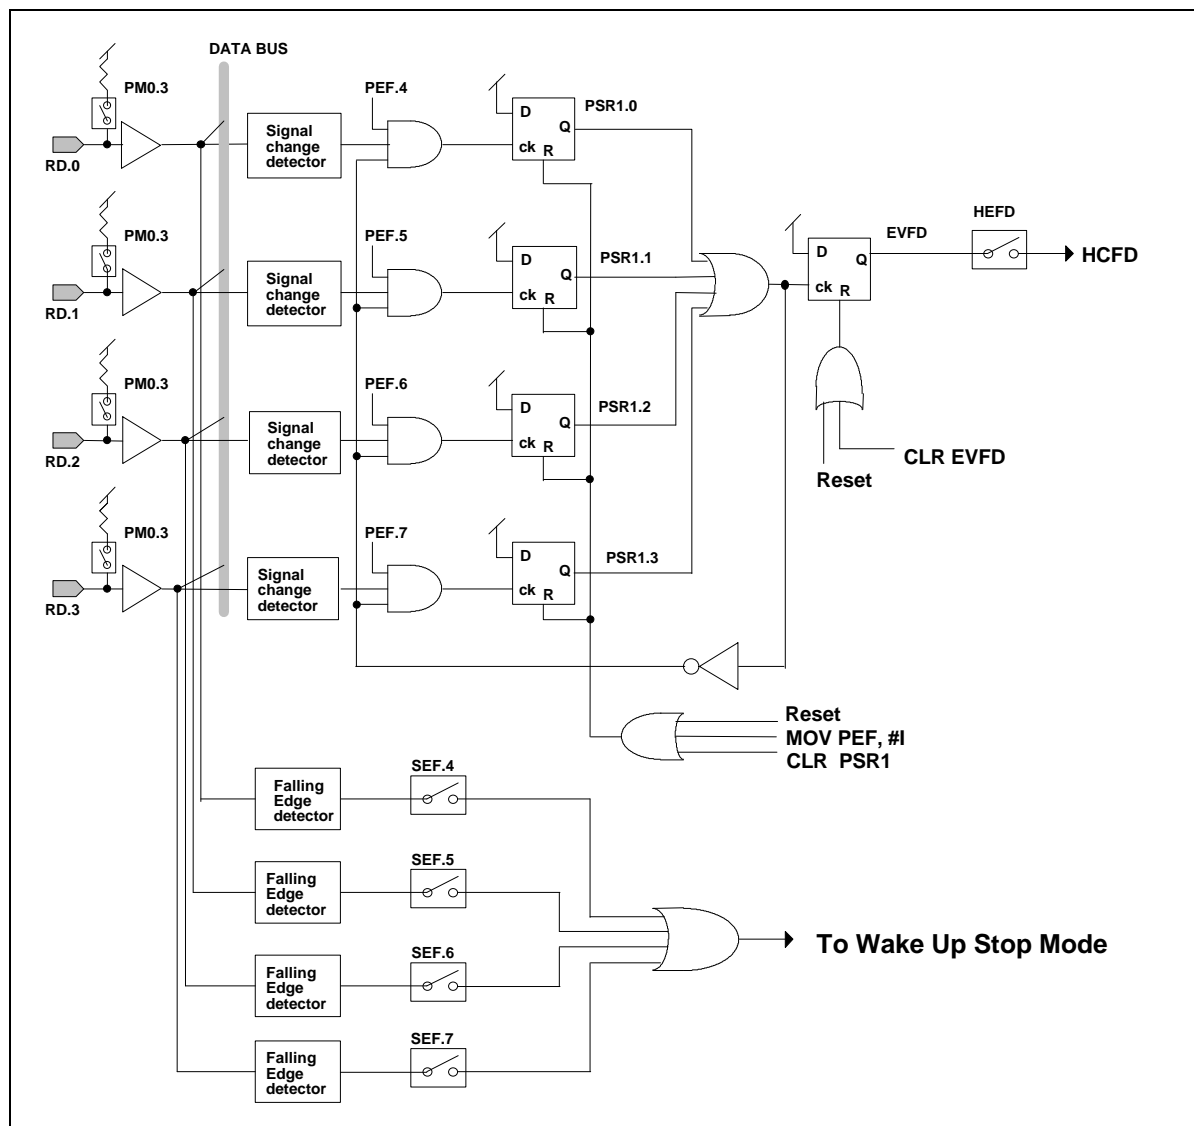 DATA BUS
PM0.3
PEF.4
D
Q
ck
R
PSR1.0
Signal
change
detector
RD.0
PM0.3
PEF.5
D
Q
ck
R
PSR1.1
Signal
change
detector
RD.1
HEFD
EVFD
D
Q
ck
R
HCFD
PM0.3
PEF.6
D
Q
ck
R
PSR1.2
Signal
change
detector
RD.2
CLR EVFD
Reset
PM0.3
PEF.7
D
Q
ck
R
PSR1.3
Signal
change
detector
RD.3
Reset
MOV PEF, #I
CLR PSR1
SEF.4
Falling
Edge
detector
SEF.5
Falling
Edge
detector
SEF.6
Falling
Edge
detector
SEF.7
Falling
Edge
detector
To Wake Up Stop Mode